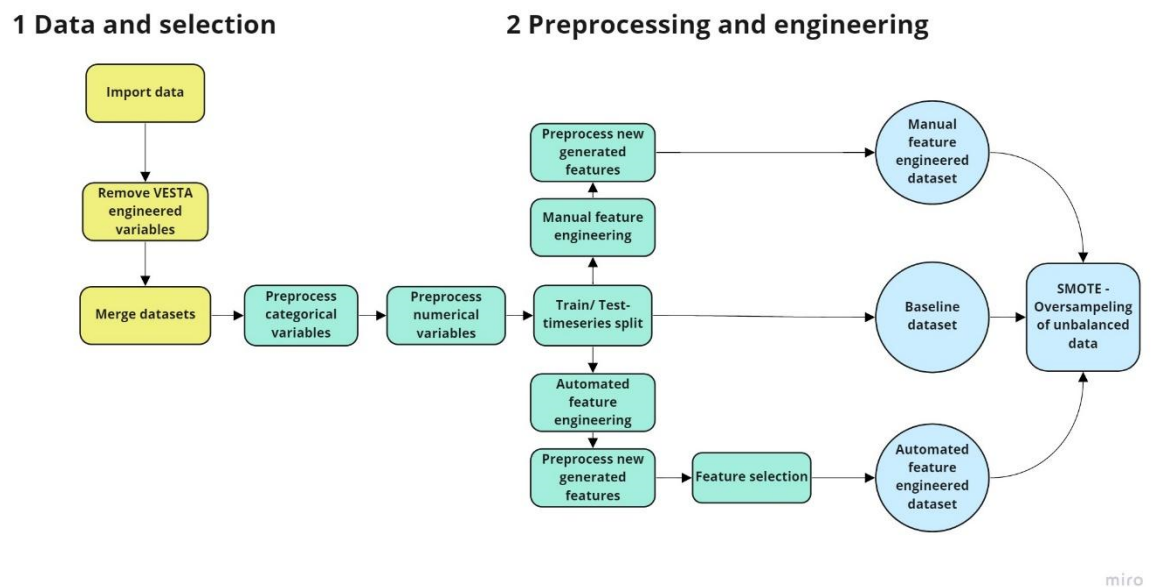 1 Data and selection
2 Preprocessing and engineering
Import data
Remove VESTA
engineered
variables
Merge datasets
Preprocess
categorical
variables
Preprocess
numerical
variables
Train/ Test-
timeseries split
Manual feature
engineering
Preprocess new
generated
features
Manual
feature
engineered
dataset
Baseline
dataset
Automated
feature
engineering
Preprocess new
generated
features
Feature selection
Automated
feature
engineered
dataset
SMOTE -
Oversampeling
of unbalanced
data
miro